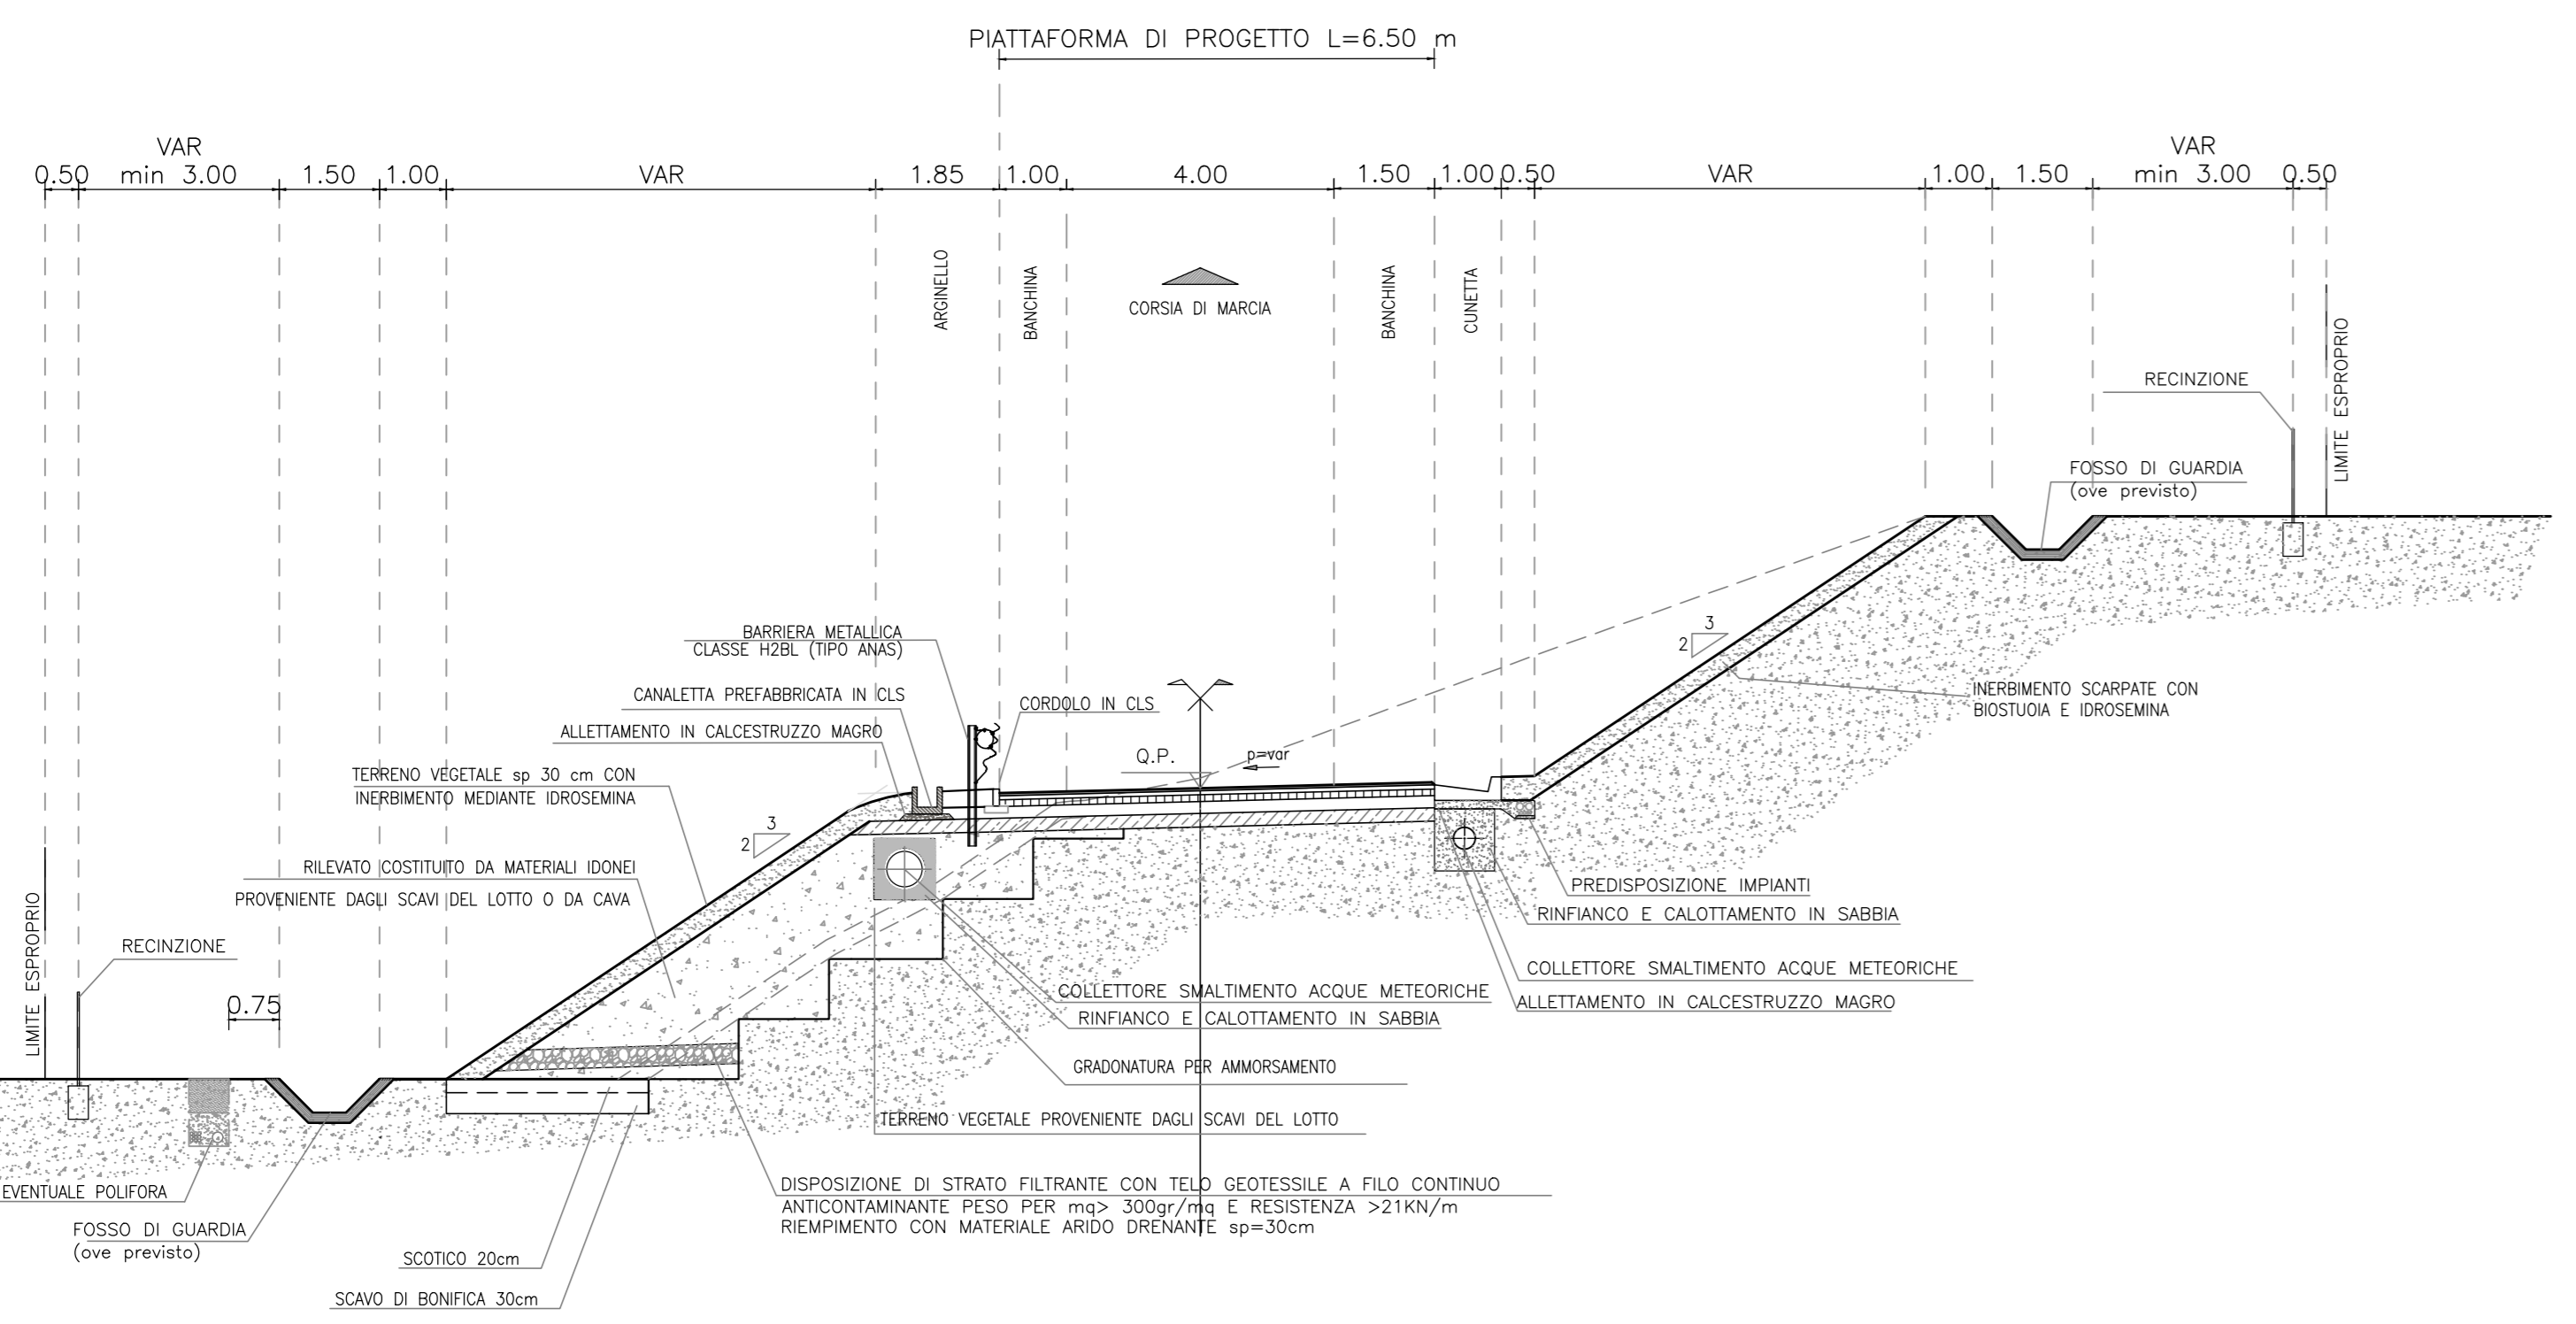 PIATTAFORMA DI PROGETTO L=6.50 m
VAR
VAR
0.50 min 3.00 1.50 1.00 VAR 1.85 1.00 4.00 1.50 1.00 0.50 VAR 1.00 1.50 min 3.00 0.50
ARGINELLO
BANCHINA
CORSIA DI MARCIA
BANCHINA
CUNETTA
LIMITE ESPROPRIO
RECINZIONE
FOSSO DI GUARDIA
(ove previsto)
BARRIERA METALLICA
CLASSE H2BL (TIPO ANAS)
3
2
CANALETTA PREFABBRICATA IN CLS
CORDOLO IN CLS
INERBIMENTO SCARPATE CON
BIOSTUOIA E IDROSEMINA
ALLETTAMENTO IN CALCESTRUZZO MAGRO
Q.P.
p=var
TERRENO VEGETALE sp 30 cm CON
INERBIMENTO MEDIANTE IDROSEMINA
3
2
RILEVATO COSTITUITO DA MATERIALI IDONEI
PROVENIENTE DAGLI SCAVI DEL LOTTO O DA CAVA
PREDISPOSIZIONE IMPIANTI
RINFIANCO E CALOTTAMENTO IN SABBIA
LIMITE ESPROPRIO
RECINZIONE
COLLETTORE SMALTIMENTO ACQUE METEORICHE
ALLETTAMENTO IN CALCESTRUZZO MAGRO
0.75
COLLETTORE SMALTIMENTO ACQUE METEORICHE
RINFIANCO E CALOTTAMENTO IN SABBIA
GRADONATURA PER AMMORSAMENTO
TERRENO VEGETALE PROVENIENTE DAGLI SCAVI DEL LOTTO
DISPOSIZIONE DI STRATO FILTRANTE CON TELO GEOTESSILE A FILO CONTINUO
ANTICONTAMINANTE PESO PER mq> 300gr/mq E RESISTENZA >21KN/m
RIEMPIMENTO CON MATERIALE ARIDO DRENANTE sp=30cm
EVENTUALE POLIFORA
FOSSO DI GUARDIA
(ove previsto)
SCOTICO 20cm
SCAVO DI BONIFICA 30cm